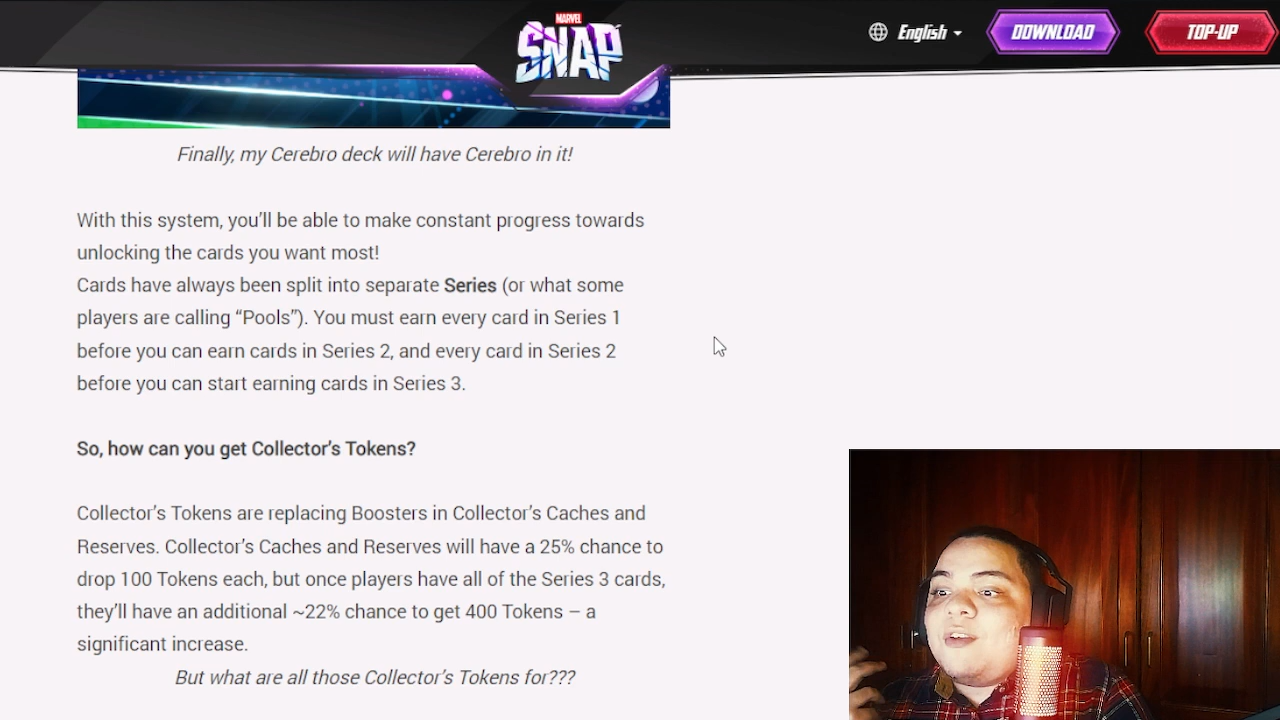 MARVEL
SNAP
English
DOWNLOAD
TOP-UP
Finally, my Cerebro deck will have Cerebro in it!
With this system, you'll be able to make constant progress towards
unlocking the cards you want most!
Cards have always been split into separate Series (or what some
players are calling “Pools”). You must earn every card in Series 1
before you can earn cards in Series 2, and every card in Series 2
before you can start earning cards in Series 3.
So, how can you get Collector's Tokens?
Collector's Tokens are replacing Boosters in Collector's Caches and
Reserves. Collector's Caches and Reserves will have a 25% chance to
drop 100 Tokens each, but once players have all of the Series 3 cards,
they'll have an additional ~22% chance to get 400 Tokens – a
significant increase.
But what are all those Collector's Tokens for???